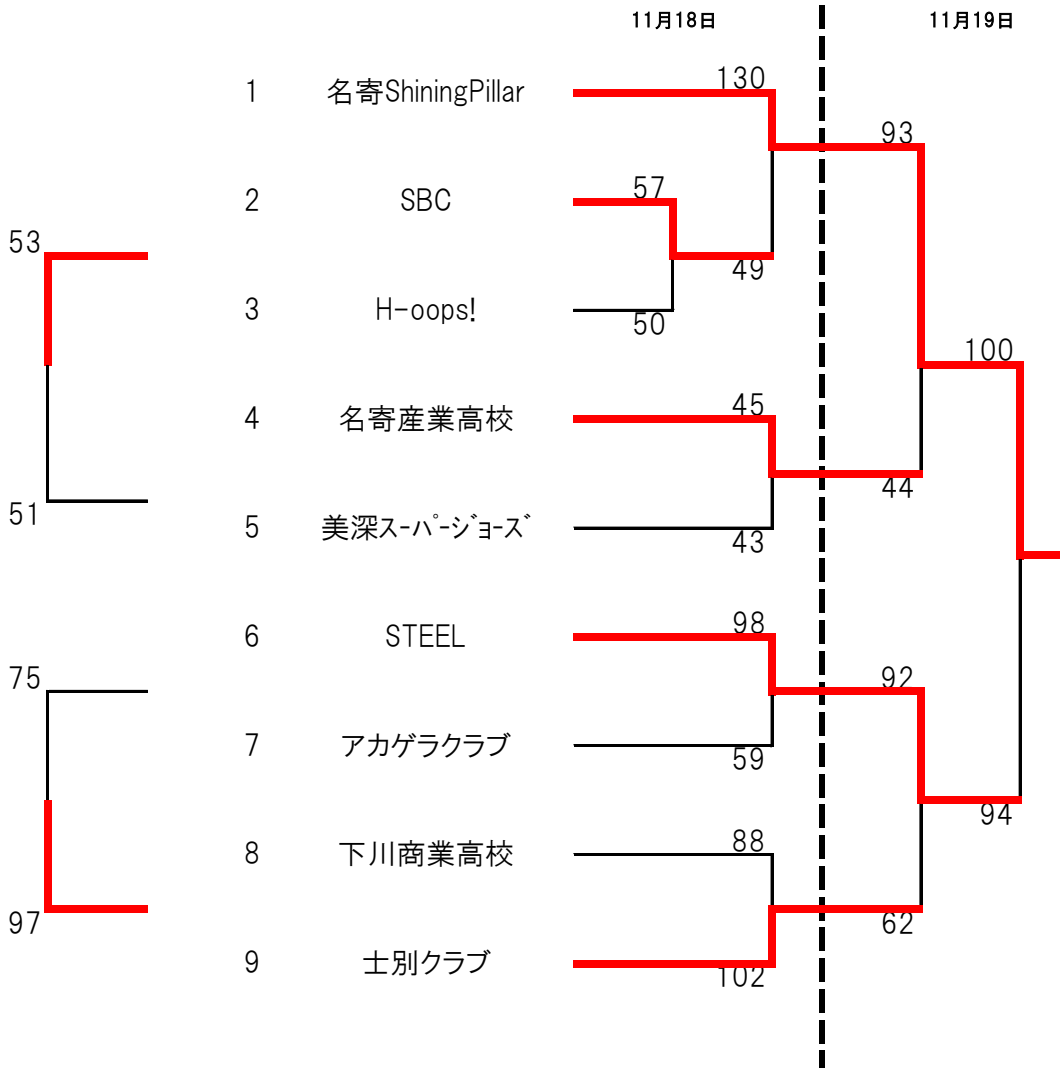 11月18日
11月19日
1 名寄ShiningPillar 130
93
2 SBC 57
53
49
3 H-oops! 50
100
4 名寄産業高校 45
44
51
5 美深ｽｰﾊﾟｰｼﾞｮｰｽﾞ 43
6 STEEL 98
75
92
7 アカゲラクラブ 59
94
8 下川商業高校 88
97
62
9 士別クラブ 102